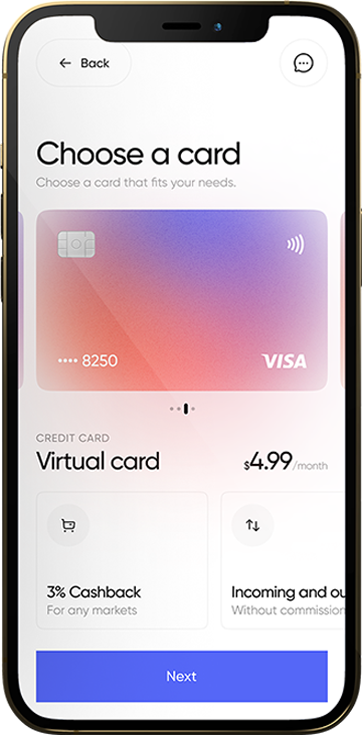 Back
Choose a card
Choose a card that fits your needs.
•••• 8250
VISA
CREDIT CARD
Virtual card
$4.99/month
3% Cashback
For any markets
Incoming and ou
Without commission
Next